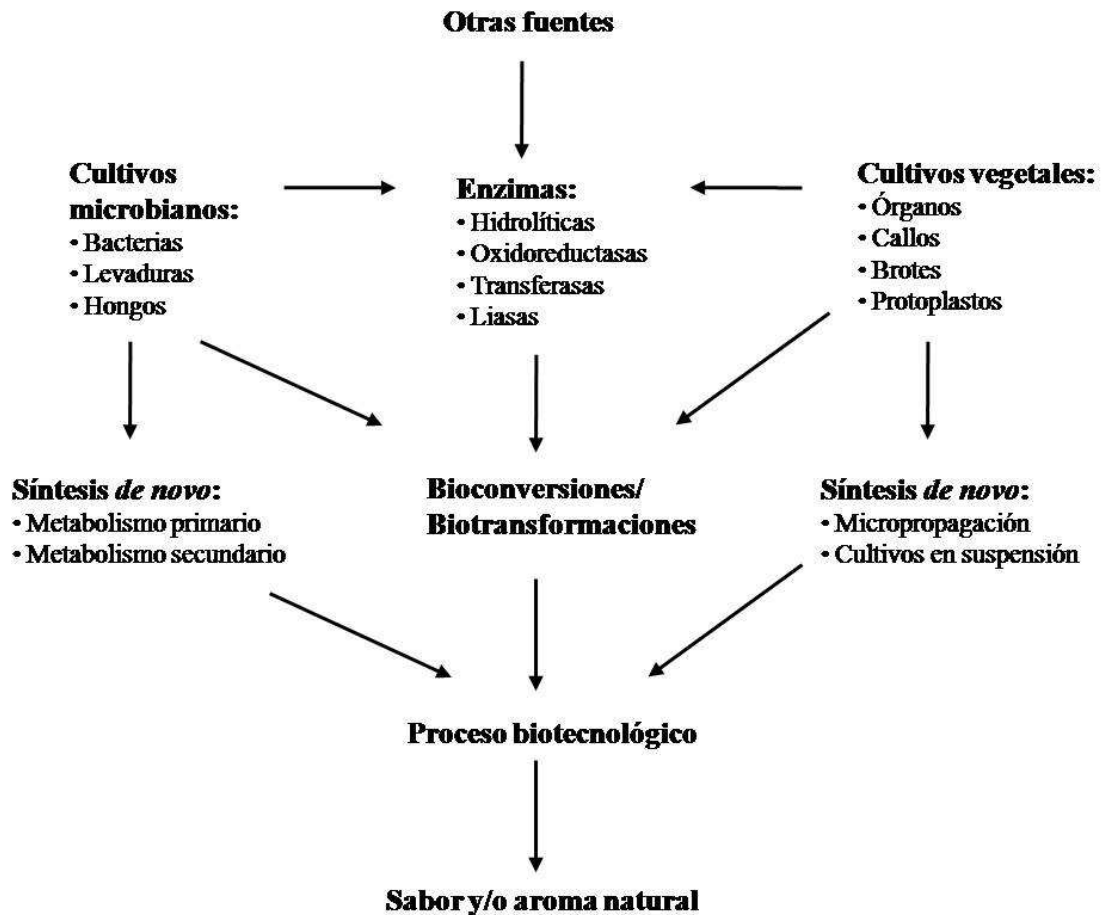 Otras fuentes
Cultivos
microbianos:
• Bacterias
• Levaduras
• Hongos
Enzimas:
• Hidrolíticas
• Oxidoreductasas
• Transferasas
• Liasas
Cultivos vegetales:
• Órganos
• Callos
• Brotes
• Protoplastos
Síntesis de novo:
• Metabolismo primario
• Metabolismo secundario
Bioconversiones/
Biotransformaciones
Síntesis de novo:
• Micropropagación
• Cultivos en suspensión
Proceso biotecnológico
Sabor y/o aroma natural